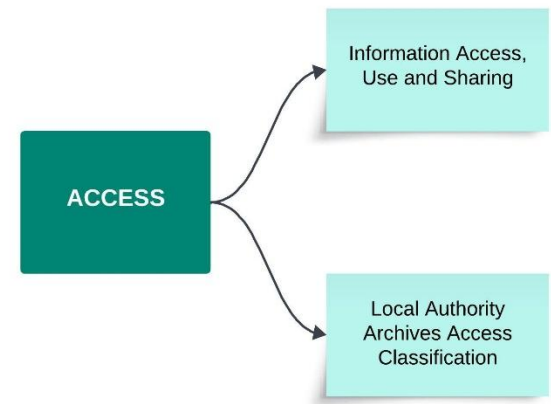 ACCESS
Information Access,
Use and Sharing
Local Authority
Archives Access
Classification